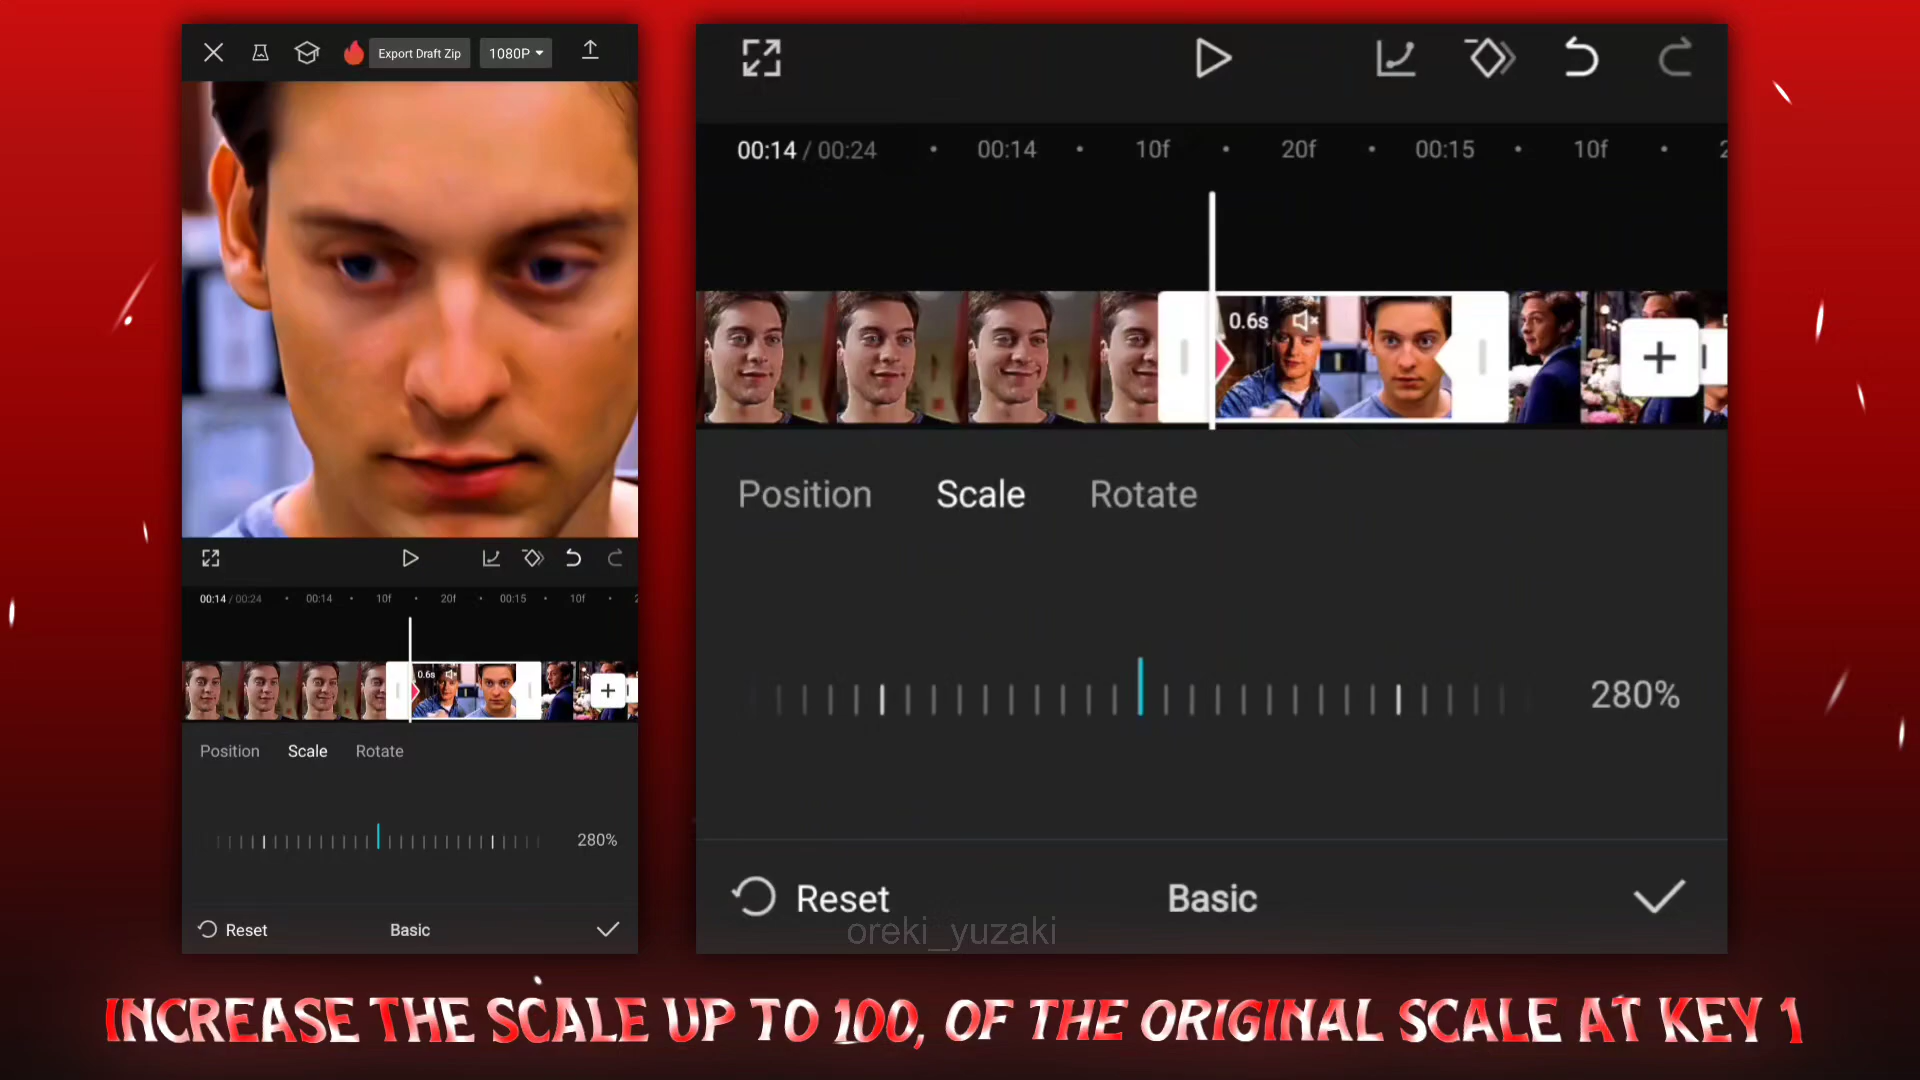 Export Draft Zip
1080P
00:14 / 00:24
00:14
10f
20f
00:15
10f
0.6s
Position
Scale
Rotate
280%
Reset
Basic
00:14 / 00:24
00:14
10f
20f
00:15
10f
0.6s
Position
Scale
Rotate
280%
Reset
Basic
oreki_yuzaki
INCREASE THE SCALE UP TO 100, OF THE ORIGINAL SCALE AT KEY 1